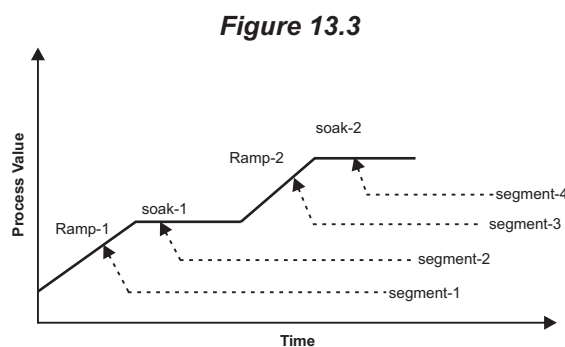 Figure 13.3
Process Value
soak-2
Ramp-2
soak-1
Ramp-1
segment-4
segment-3
segment-2
segment-1
Time